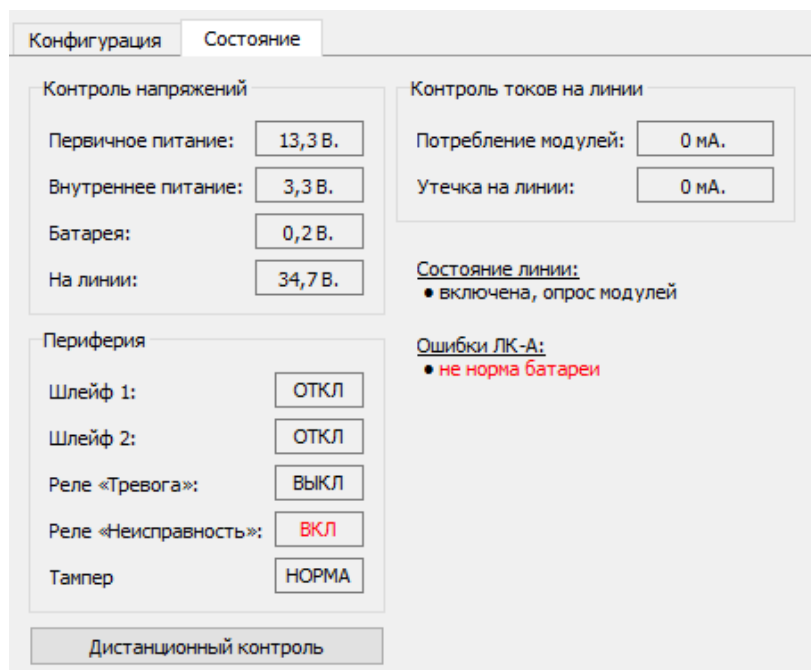 Конфигурация
Состояние
Контроль напряжений
Первичное питание: 13,3 В.
Внутреннее питание: 3,3 В.
Батарея: 0,2 В.
На линии: 34,7 В.
Периферия
Шлейф 1: ОТКЛ
Шлейф 2: ОТКЛ
Реле «Тревога»: ВЫКЛ
Реле «Неисправность»: ВКЛ
Тампер НОРМА
Дистанционный контроль
Контроль токов на линии
Потребление модулей: 0 мА.
Утечка на линии: 0 мА.
Состояние линии:
● включена, опрос модулей
Ошибки ЛК-А:
● не норма батареи